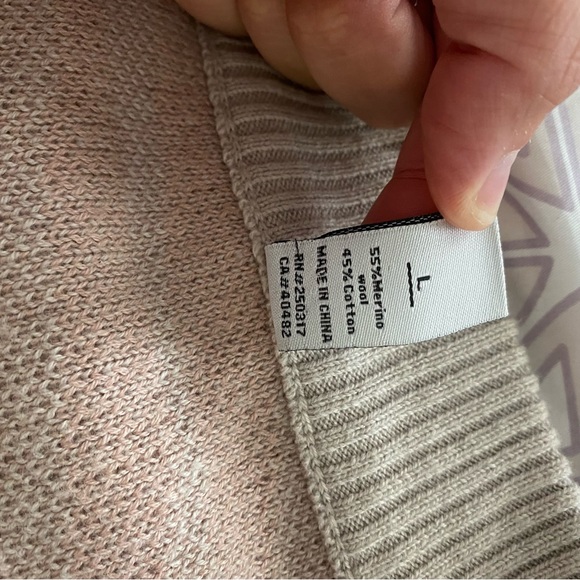 L
55%Merino
wool
45%Cotton
MADE IN CHINA
RN#250317
CA#40482